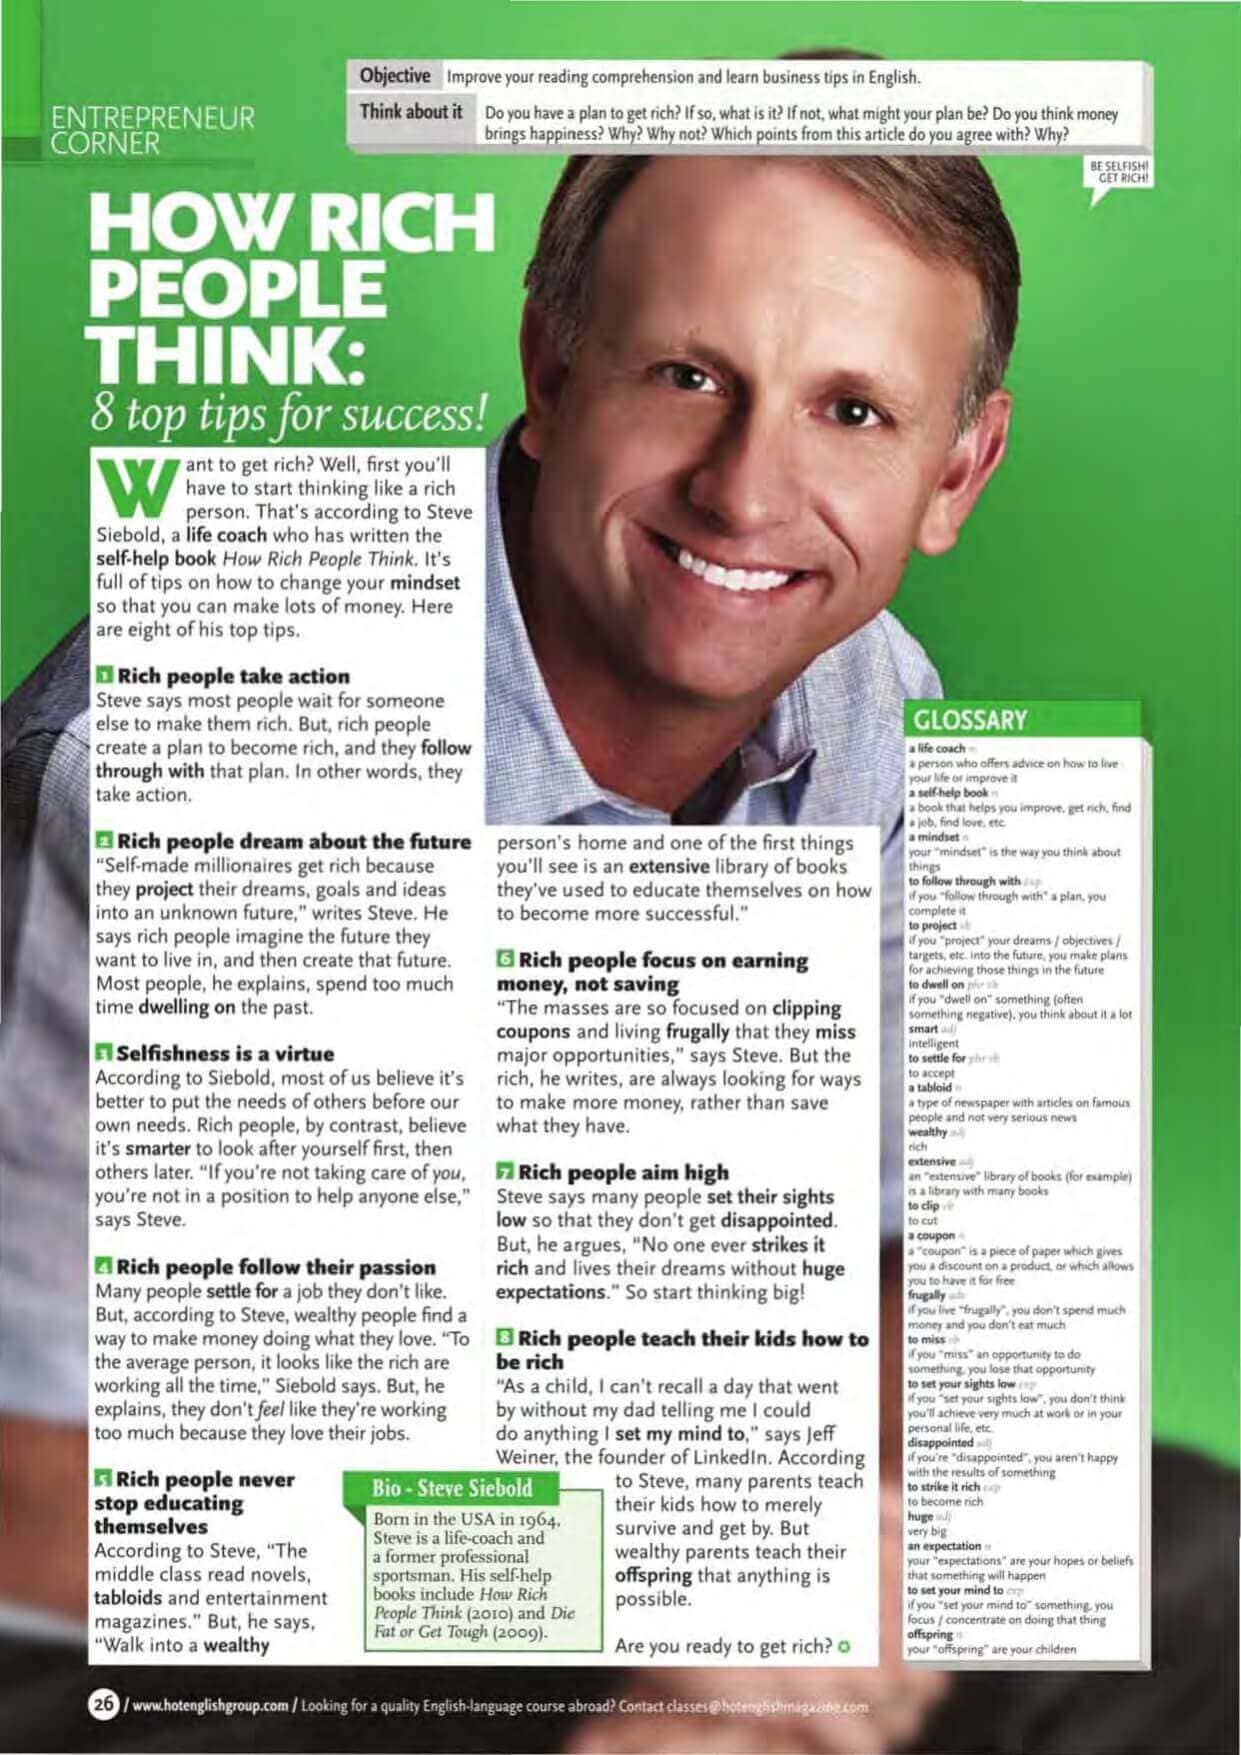 ENTREPRENEUR
CORNER
Objective Improve your reading comprehension and learn business tips in English.
Think about it Do you have a plan to get rich? If so, what is it? If not, what might your plan be? Do you think money
brings happiness? Why? Why not? Which points from this article do you agree with? Why?
BE SELFISH!
GET RICH!
HOW RICH
PEOPLE
THINK:
8 top tips for success!
Want to get rich? Well, first you'll
have to start thinking like a rich
person. That's according to Steve
Siebold, a life coach who has written the
self-help book How Rich People Think. It's
full of tips on how to change your mindset
so that you can make lots of money. Here
are eight of his top tips.
1 Rich people take action
Steve says most people wait for someone
else to make them rich. But, rich people
create a plan to become rich, and they follow
through with that plan. In other words, they
take action.
2 Rich people dream about the future
"Self-made millionaires get rich because
they project their dreams, goals and ideas
into an unknown future," writes Steve. He
says rich people imagine the future they
want to live in, and then create that future.
Most people, he explains, spend too much
time dwelling on the past.
3 Selfishness is a virtue
According to Siebold, most of us believe it's
better to put the needs of others before our
own needs. Rich people, by contrast, believe
it's smarter to look after yourself first, then
others later. "If you're not taking care of you,
you're not in a position to help anyone else,"
says Steve.
4 Rich people follow their passion
Many people settle for a job they don't like.
But, according to Steve, wealthy people find a
way to make money doing what they love. "To
the average person, it looks like the rich are
working all the time," Siebold says. But, he
explains, they don't feel like they're working
too much because they love their jobs.
5 Rich people never
stop educating
themselves
According to Steve, "The
middle class read novels,
tabloids and entertainment
magazines." But, he says,
"Walk into a wealthy
person's home and one of the first things
you'll see is an extensive library of books
they've used to educate themselves on how
to become more successful."
6 Rich people focus on earning
money, not saving
"The masses are so focused on clipping
coupons and living frugally that they miss
major opportunities," says Steve. But the
rich, he writes, are always looking for ways
to make more money, rather than save
what they have.
7 Rich people aim high
Steve says many people set their sights
low so that they don't get disappointed.
But, he argues, "No one ever strikes it
rich and lives their dreams without huge
expectations." So start thinking big!
8 Rich people teach their kids how to
be rich
"As a child, I can't recall a day that went
by without my dad telling me I could
do anything I set my mind to," says Jeff
Weiner, the founder of LinkedIn. According
to Steve, many parents teach
their kids how to merely
survive and get by. But
wealthy parents teach their
offspring that anything is
possible.
Are you ready to get rich?
Bio - Steve Siebold
Born in the USA in 1964,
Steve is a life-coach and
a former professional
sportsman. His self-help
books include How Rich
People Think (2010) and Die
Fat or Get Tough (2009).
GLOSSARY
a life coach n
a person who offers advice on how to live
your life or improve it
a self-help book n
a book that helps you improve, get rich, find
a job, find love, etc.
a mindset n
your "mindset" is the way you think about
things
to follow through with exp
if you "follow through with" a plan, you
complete it
to project vb
if you "project" your dreams / objectives /
targets, etc. into the future, you make plans
for achieving those things in the future
to dwell on phr vb
if you "dwell on" something (often
something negative), you think about it a lot
smart adj
intelligent
to settle for phr vb
to accept
a tabloid n
a type of newspaper with articles on famous
people and not very serious news
wealthy adj
rich
extensive adj
an "extensive" library of books (for example)
is a library with many books
to clip vb
to cut
a coupon n
a "coupon" is a piece of paper which gives
you a discount on a product, or which allows
you to have it for free
frugally adv
if you live "frugally", you don't spend much
money and you don't eat much
to miss vb
if you "miss" an opportunity to do
something, you lose that opportunity
to set your sights low exp
if you "set your sights low", you don't think
you'll achieve very much at work or in your
personal life, etc.
disappointed adj
if you're "disappointed", you aren't happy
with the results of something
to strike it rich exp
to become rich
huge adj
very big
an expectation n
your "expectations" are your hopes or beliefs
that something will happen
to set your mind to exp
if you "set your mind to" something, you
focus / concentrate on doing that thing
offspring n
your "offspring" are your children
26 / www.hotenglishgroup.com / Looking for a quality English-language course abroad? Contact classes@hotenglishmagazine.com